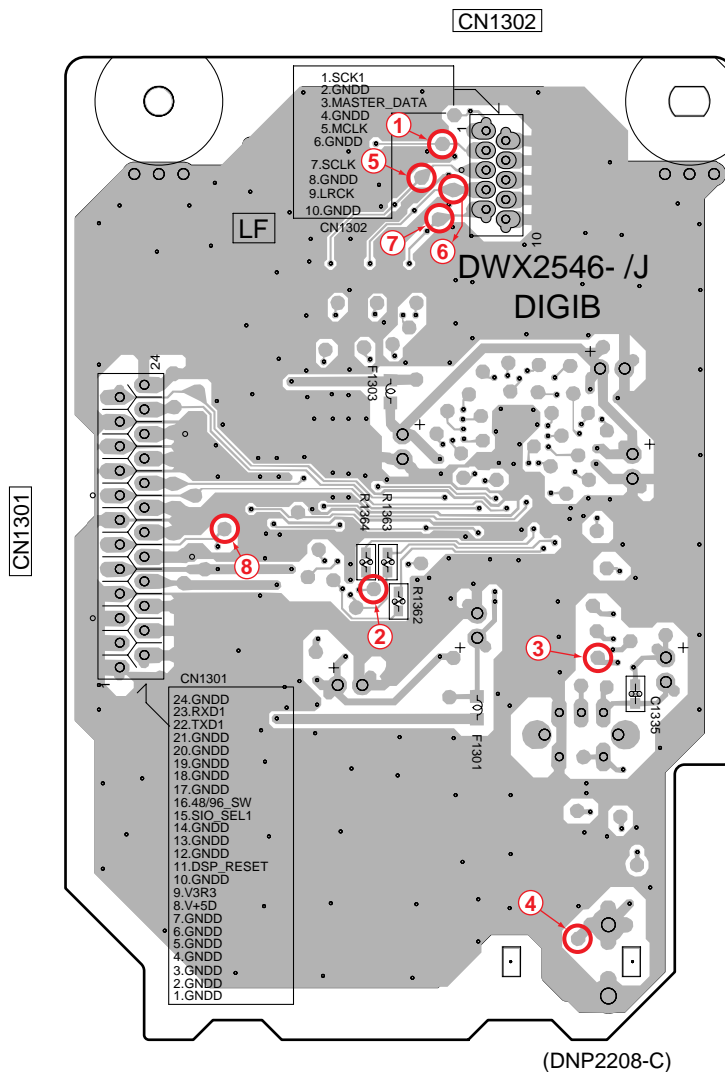 CN1302
1.SCK1
2.GNDD
3.MASTER_DATA
4.GNDD
5.MCLK
6.GNDD
7.SCLK
8.GNDD
9.LRCK
10.GNDD
CN1302
1
10
1
5
7
6
LF
DWX2546- /J
DIGIB
F1303
0
+
+
+
24
CN1301
R1364
R1363
R1362
8
2
3
C1335
+
+
+
F1301
0
CN1301
24.GNDD
23.RXD1
22.TXD1
21.GNDD
20.GNDD
19.GNDD
18.GNDD
17.GNDD
16.48/96_SW
15.SIO_SEL1
14.GNDD
13.GNDD
12.GNDD
11.DSP_RESET
10.GNDD
9.V3R3
8.V+5D
7.GNDD
6.GNDD
5.GNDD
4.GNDD
3.GNDD
2.GNDD
1.GNDD
4
(DNP2208-C)